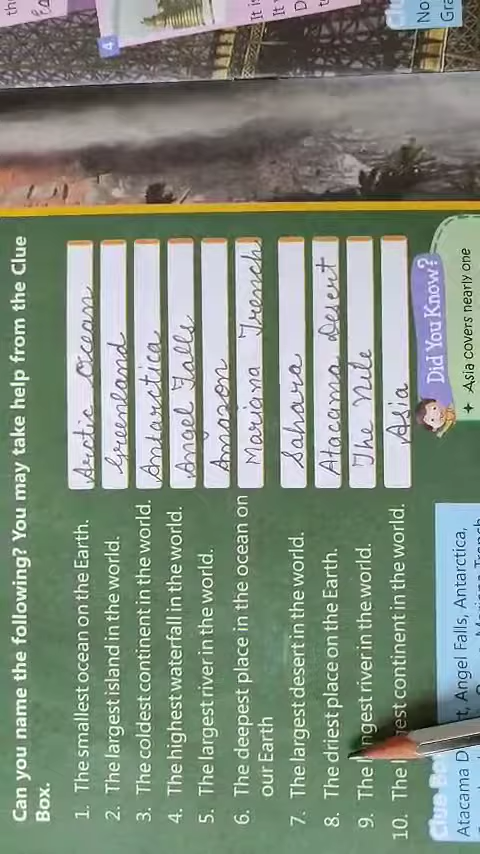 Can you name the following? You may take help from the Clue
Box.
1. The smallest ocean on the Earth. Arctic Ocean
2. The largest island in the world. Greenland
3. The coldest continent in the world. Antarctica
4. The highest waterfall in the world. Angel Falls
5. The largest river in the world. Amazon
6. The deepest place in the ocean on Mariana Trench
our Earth
7. The largest desert in the world. Sahara
8. The driest place on the Earth. Atacama Desert
9. The longest river in the world. The Nile
10. The largest continent in the world. Asia
Did You Know?
Asia covers nearly one
Clue
Atacama D t, Angel Falls, Antarctica,
4